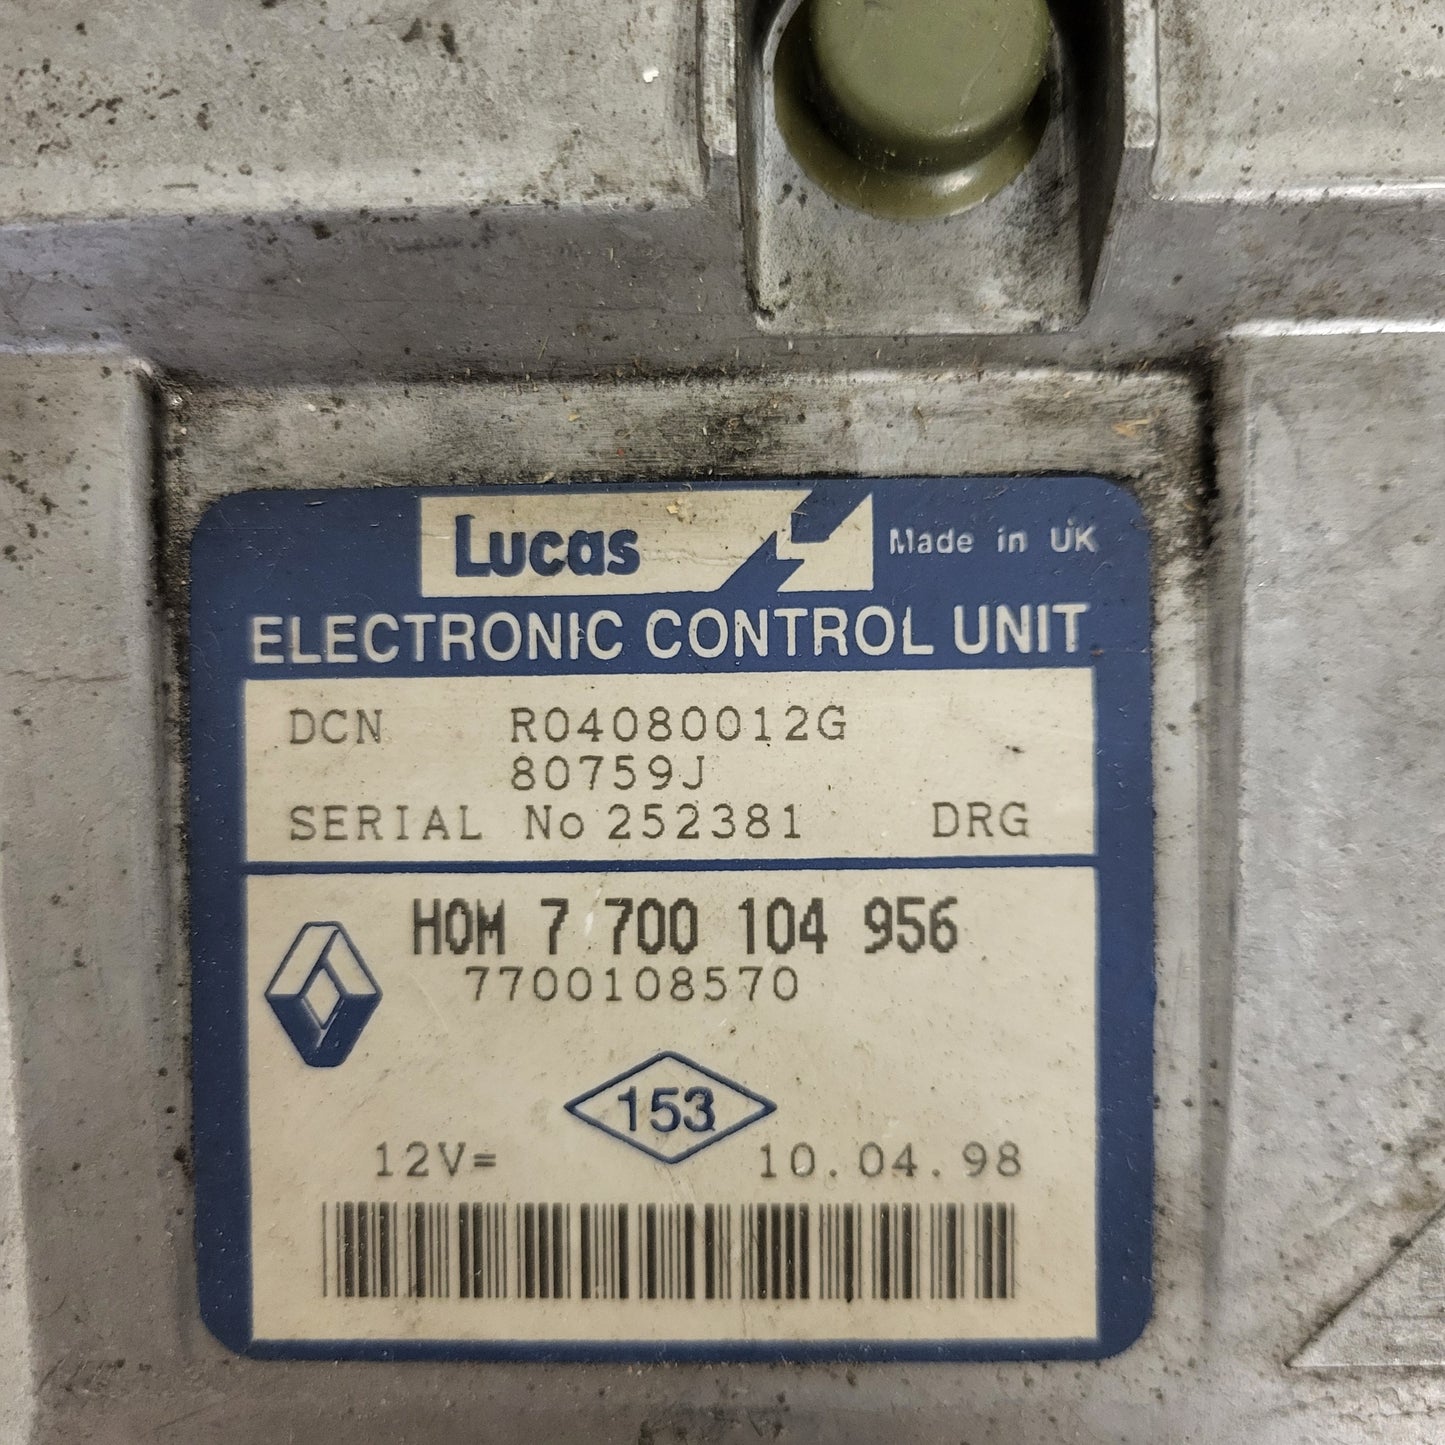 Lucas Made in UK
ELECTRONIC CONTROL UNIT
DCN R04080012G
80759J
SERIAL No 252381 DRG
HOM 7 700 104 956
7700108570
153
12V= 10.04.98